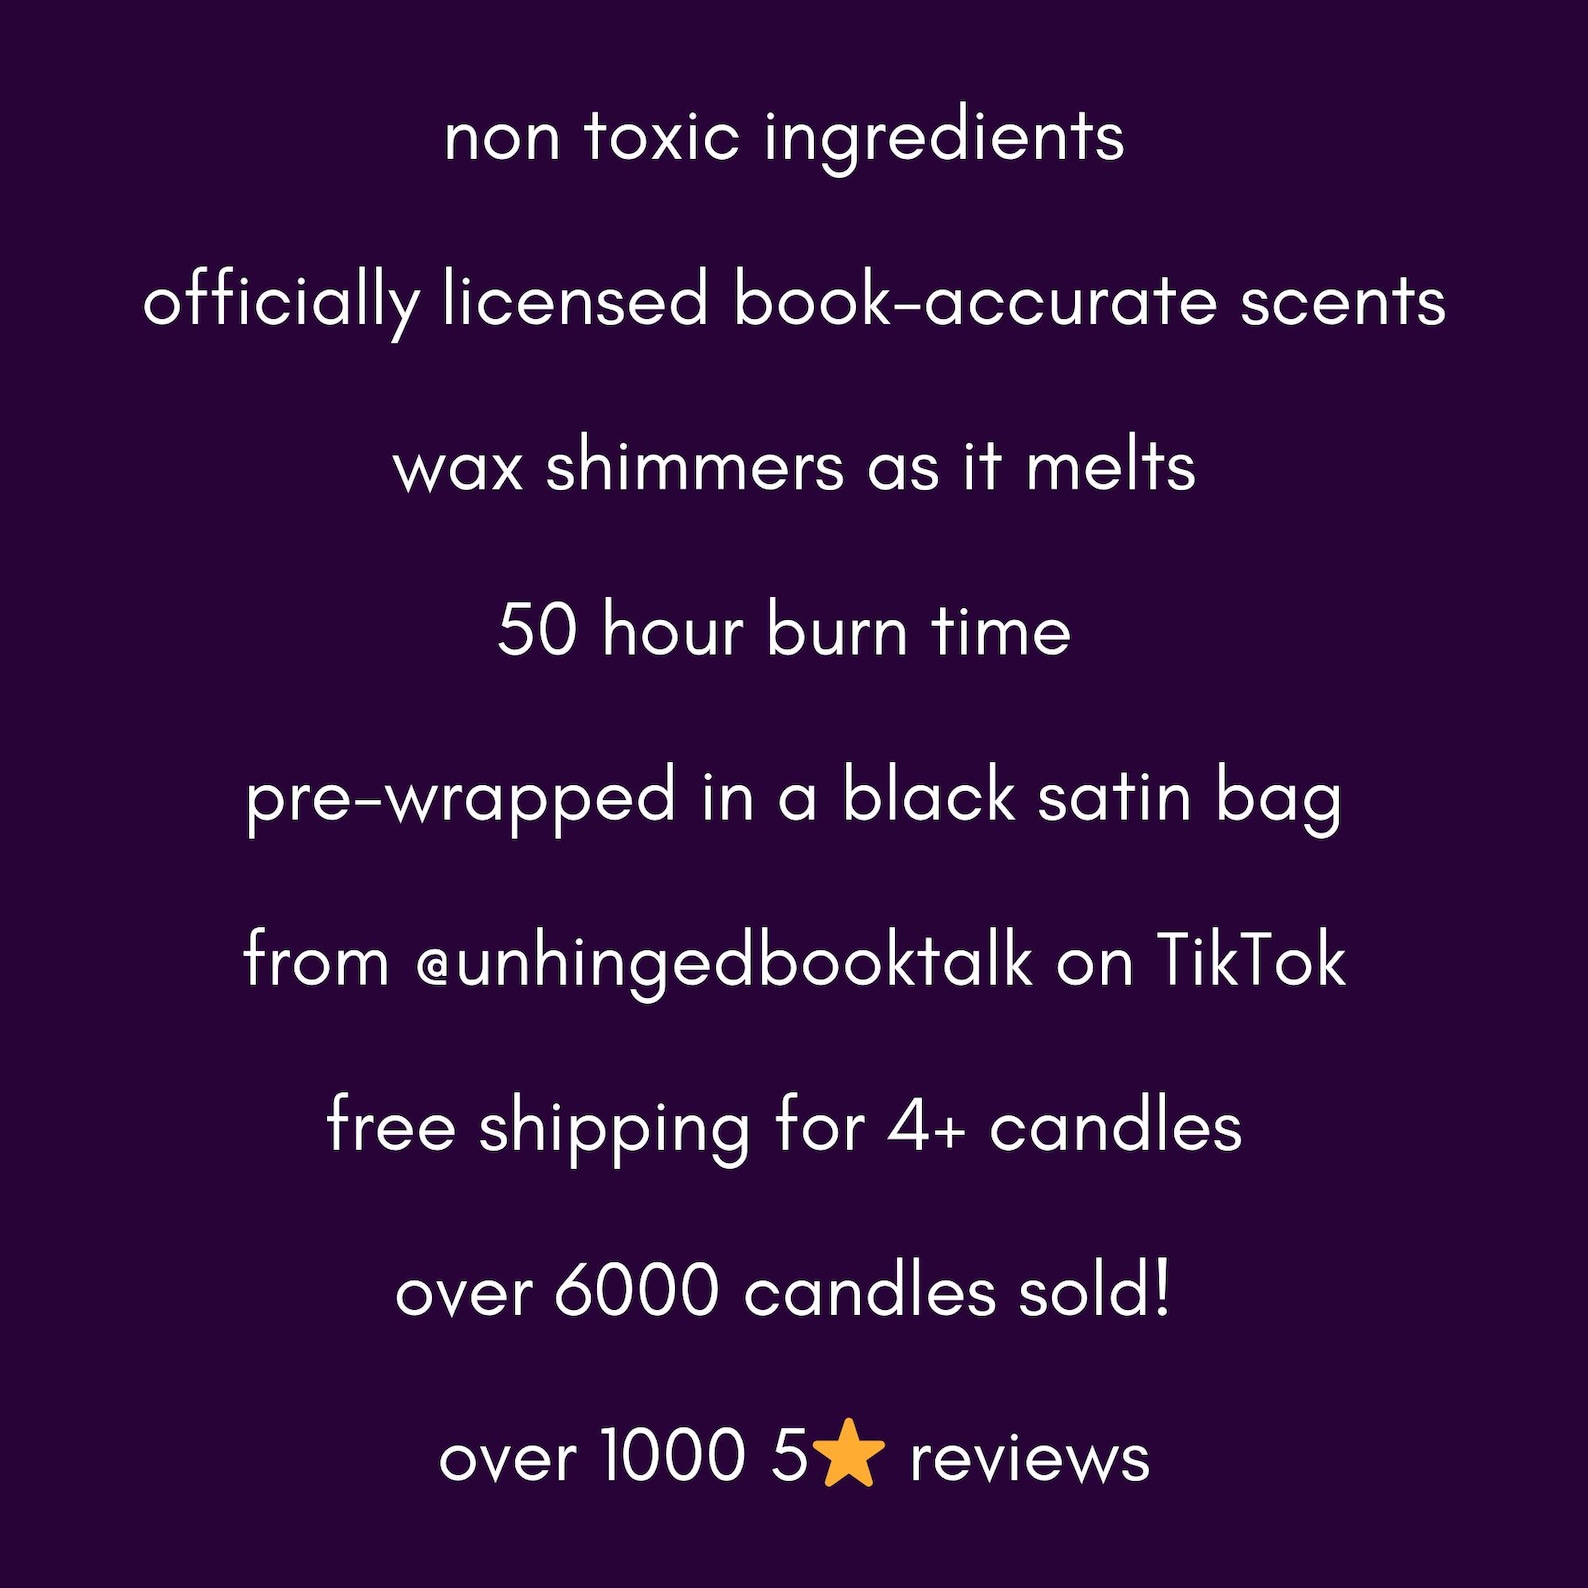 non toxic ingredients
officially licensed book-accurate scents
wax shimmers as it melts
50 hour burn time
pre-wrapped in a black satin bag
from @unhingedbooktalk on TikTok
free shipping for 4+ candles
over 6000 candles sold!
over 1000 5⭐ reviews